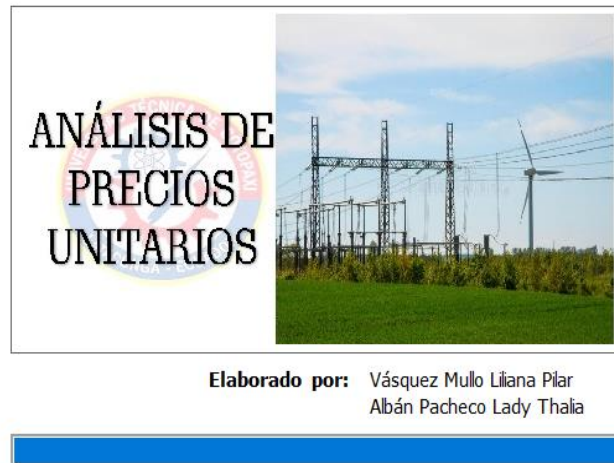 ANÁLISIS DE
PRECIOS
UNITARIOS
Elaborado por: Vásquez Mullo Liliana Pilar
Albán Pacheco Lady Thalia